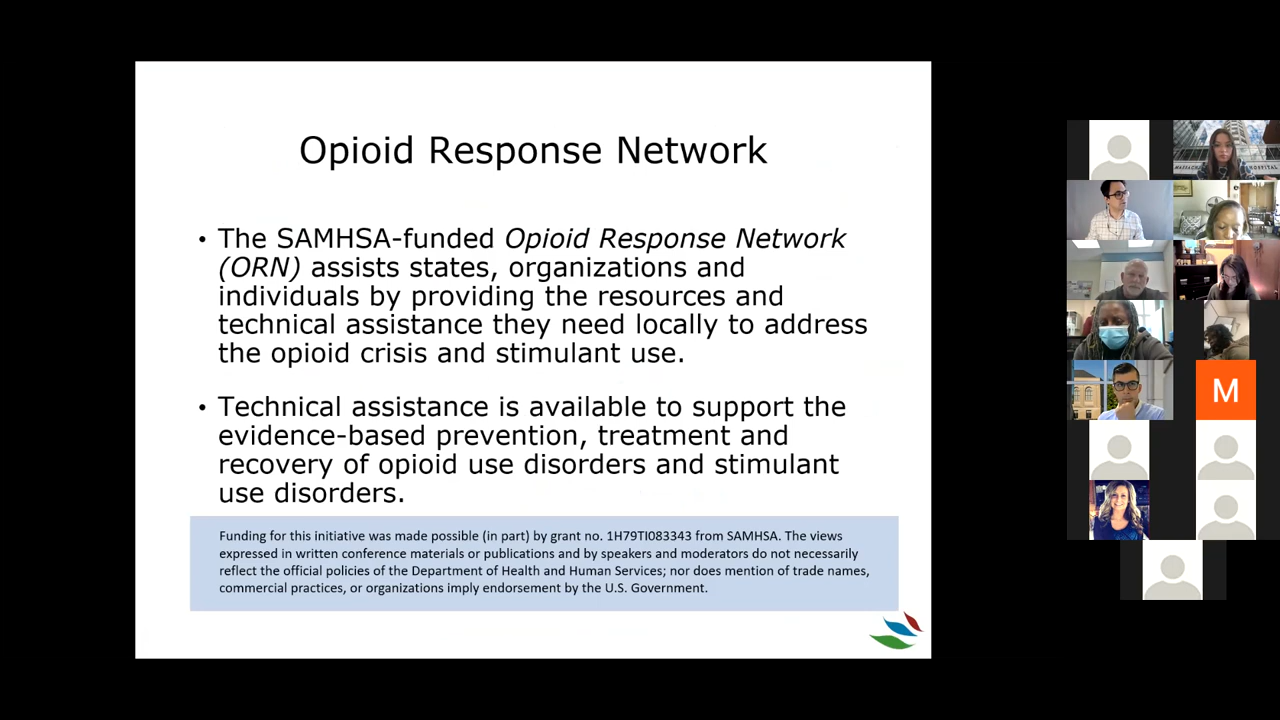 Opioid Response Network
• The SAMHSA-funded Opioid Response Network
(ORN) assists states, organizations and
individuals by providing the resources and
technical assistance they need locally to address
the opioid crisis and stimulant use.
• Technical assistance is available to support the
evidence-based prevention, treatment and
recovery of opioid use disorders and stimulant
use disorders.
Funding for this initiative was made possible (in part) by grant no. 1H79TI083343 from SAMHSA. The views
expressed in written conference materials or publications and by speakers and moderators do not necessarily
reflect the official policies of the Department of Health and Human Services; nor does mention of trade names,
commercial practices, or organizations imply endorsement by the U.S. Government.
HOSPITAL
M